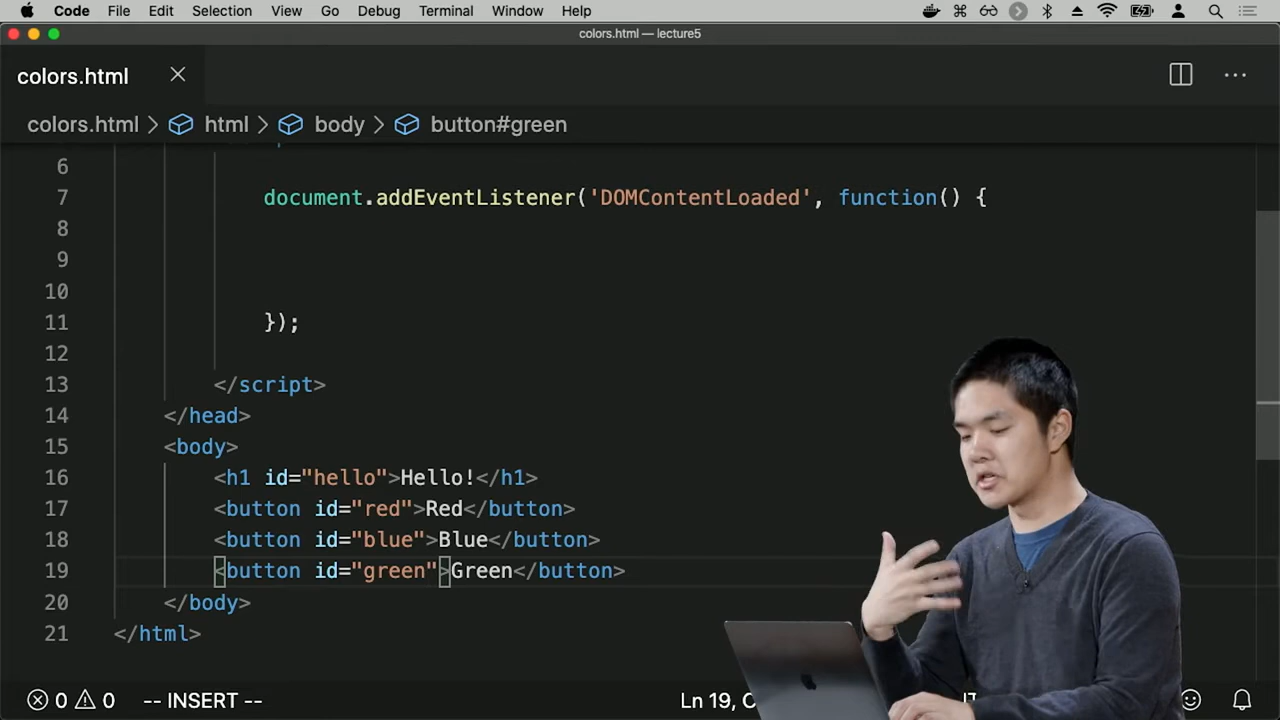 Code File Edit Selection View Go Debug Terminal Window Help
colors.html — lecture5
colors.html
colors.html > html > body > button#green
6
7 document.addEventListener('DOMContentLoaded', function() {
8
9
10
11 });
12
13 </script>
14 </head>
15 <body>
16 <h1 id="hello">Hello!</h1>
17 <button id="red">Red</button>
18 <button id="blue">Blue</button>
19 <button id="green">Green</button>
20 </body>
21 </html>
0 0 -- INSERT -- Ln 19, C